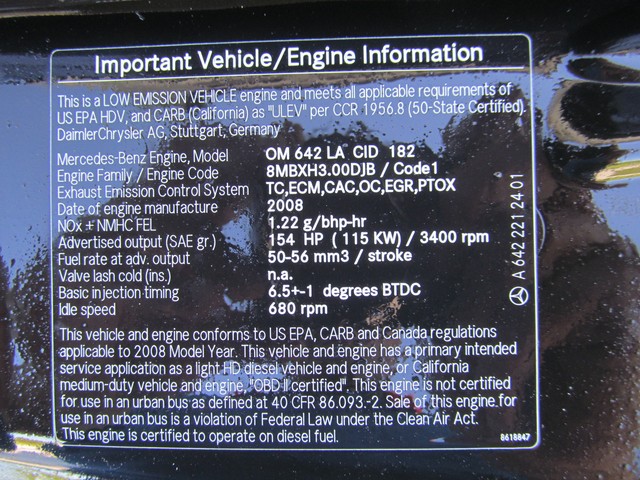 Important Vehicle/Engine Information
This is a LOW EMISSION VEHICLE engine and meets all applicable requirements of
US EPA HDV, and CARB (California) as "ULEV" per CCR 1956.8 (50-State Certified).
DaimlerChrysler AG, Stuttgart, Germany
Mercedes-Benz Engine, Model OM 642 LA CID 182
Engine Family / Engine Code 8MBXH3.00DJB / Code1
Exhaust Emission Control System TC,ECM,CAC,OC,EGR,PTOX
Date of engine manufacture 2008
NOx + NMHC FEL 1.22 g/bhp-hr
Advertised output (SAE gr.) 154 HP ( 115 KW) / 3400 rpm
Fuel rate at adv. output 50-56 mm3 / stroke
Valve lash cold (ins.) n.a.
Basic injection timing 6.5+-1 degrees BTDC
Idle speed 680 rpm
This vehicle and engine conforms to US EPA, CARB and Canada regulations
applicable to 2008 Model Year. This vehicle and engine has a primary intended
service application as a light HD diesel vehicle and engine, or California
medium-duty vehicle and engine, "OBD II certified". This engine is not certified
for use in an urban bus as defined at 40 CFR 86.093.-2. Sale of this engine for
use in an urban bus is a violation of Federal Law under the Clean Air Act.
This engine is certified to operate on diesel fuel.
8618847
A 642 221 24 01